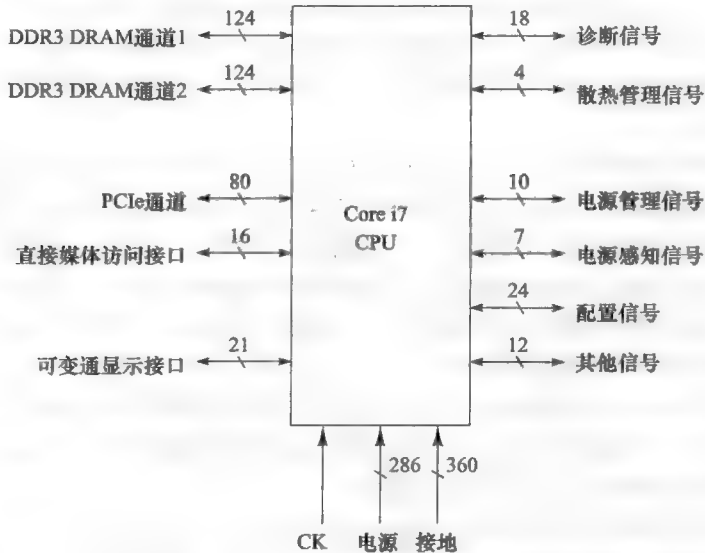 DDR3 DRAM通道1
124
18
诊断信号
DDR3 DRAM通道2
124
4
散热管理信号
PCIe通道
80
10
电源管理信号
Core i7
CPU
直接媒体访问接口
16
7
电源感知信号
24
配置信号
可变通显示接口
21
12
其他信号
286
360
CK
电源
接地